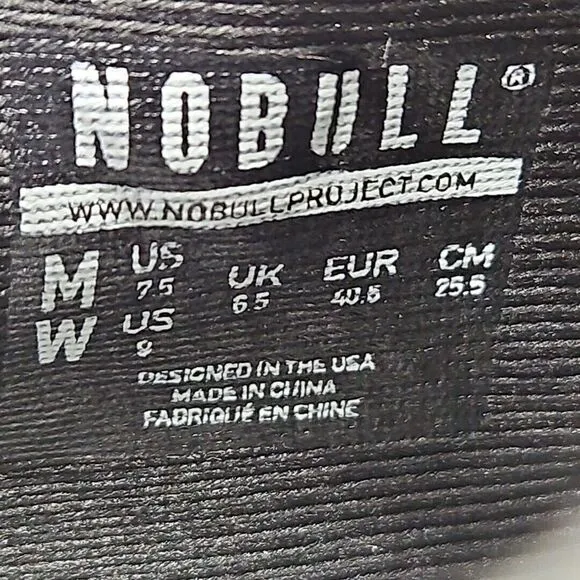 NOBULL®
WWW.NOBULLPROJECT.COM
M US UK EUR CM
7.5 6.5 40.5 25.5
W US
9
DESIGNED IN THE USA
MADE IN CHINA
FABRIQUÉ EN CHINE